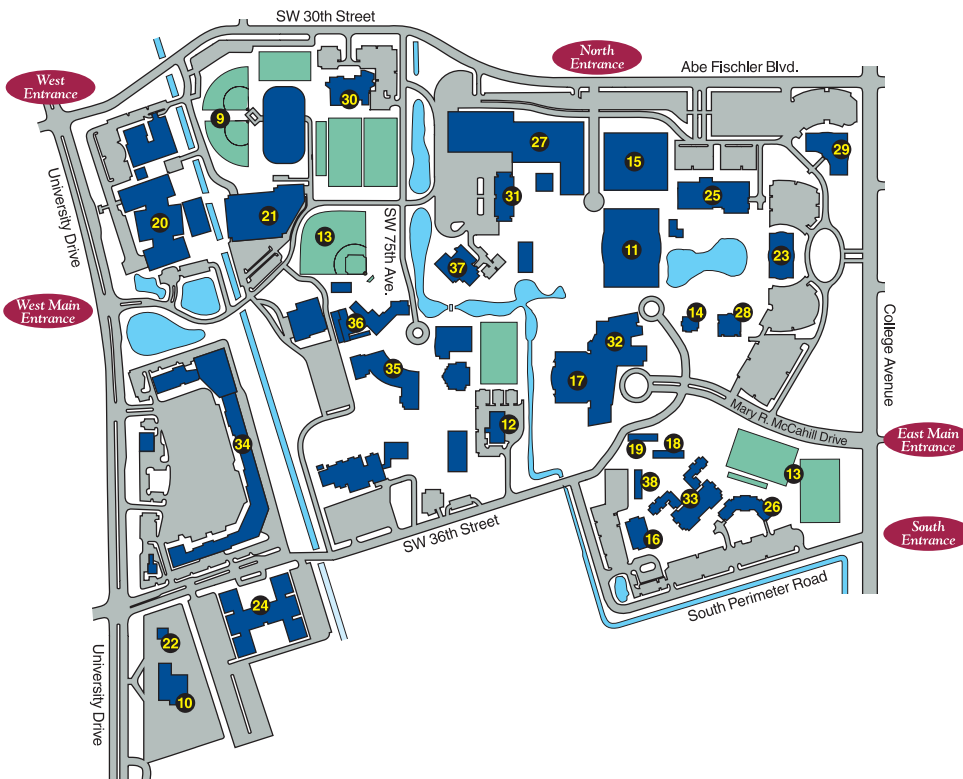 SW 30th Street
North
Entrance
Abe Fischler Blvd.
West
Entrance
30
9
27
15
29
University Drive
20
21
31
25
13
SW 75th Ave.
37
11
23
West Main
Entrance
36
14
28
32
College Avenue
35
17
12
Mary R. McCahill Drive
34
18
19
East Main
Entrance
13
38
33
26
SW 36th Street
16
South
Entrance
24
South Perimeter Road
22
University Drive
10